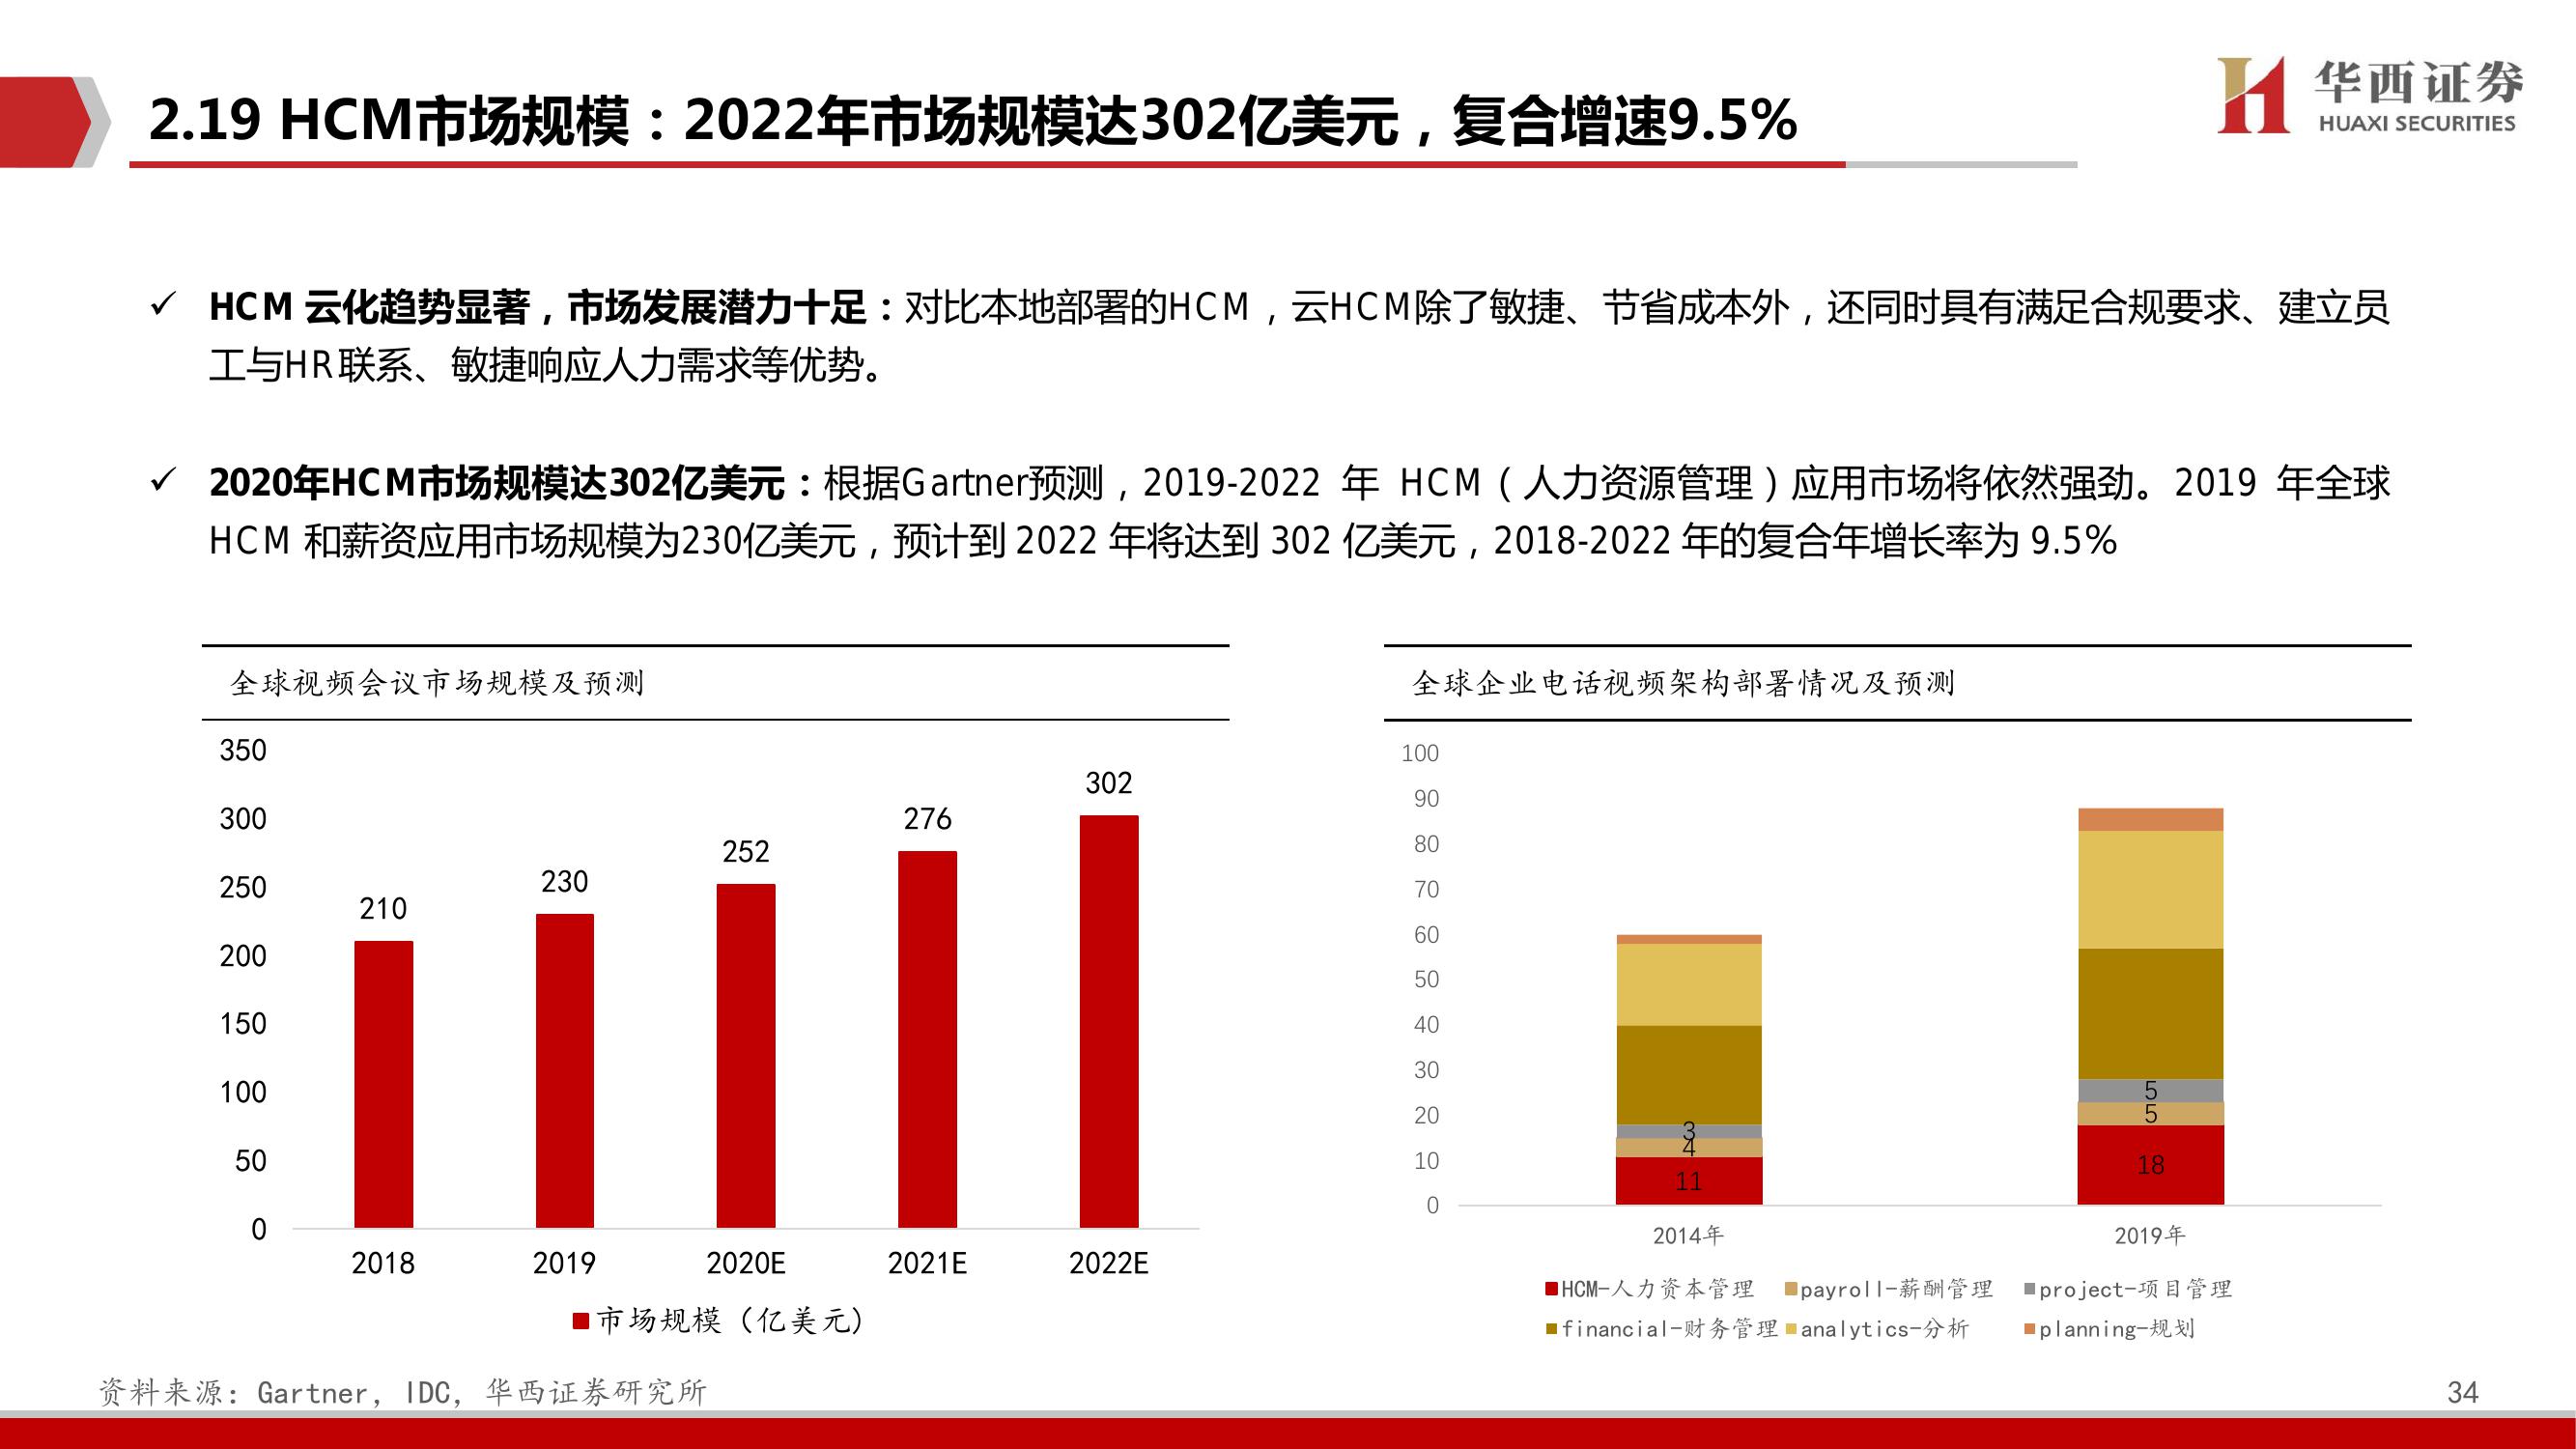 2.19 HCM市场规模：2022年市场规模达302亿美元，复合增速9.5%
华西证券
HUAXI SECURITIES
✓ HCM 云化趋势显著，市场发展潜力十足：对比本地部署的HCM，云HCM除了敏捷、节省成本外，还同时具有满足合规要求、建立员
工与HR联系、敏捷响应人力需求等优势。
✓ 2020年HCM市场规模达302亿美元：根据Gartner预测，2019-2022 年 HCM（人力资源管理）应用市场将依然强劲。2019 年全球
HCM 和薪资应用市场规模为230亿美元，预计到 2022 年将达到 302 亿美元，2018-2022 年的复合年增长率为 9.5%
全球视频会议市场规模及预测
350
300
250
200
150
100
50
0
210
230
252
276
302
2018
2019
2020E
2021E
2022E
市场规模（亿美元）
全球企业电话视频架构部署情况及预测
100
90
80
70
60
50
40
30
20
10
0
3
4
11
5
5
18
2014年
2019年
HCM-人力资本管理
payroll-薪酬管理
project-项目管理
financial-财务管理
analytics-分析
planning-规划
资料来源：Gartner，IDC，华西证券研究所
34